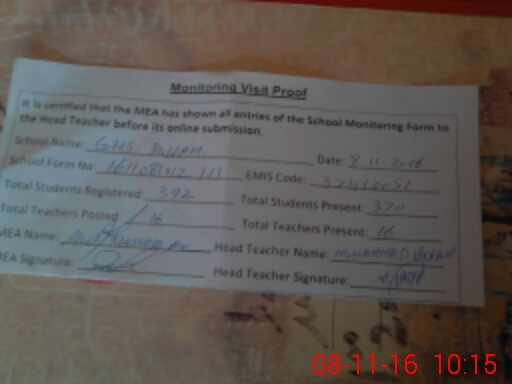 Monitoring Visit Proof
It is certified that the MEA has shown all entries of the School Monitoring Form to
the Head Teacher before its online submission.
School Name: Date: 8-11-2016
School Form No: EMIS Code:
Total Students Registered: 392 Total Students Present: 370
Total Teachers Posted: 16 Total Teachers Present: 16
MEA Name: Head Teacher Name: MUHAMMAD
MEA Signature: Head Teacher Signature:
08-11-16 10:15